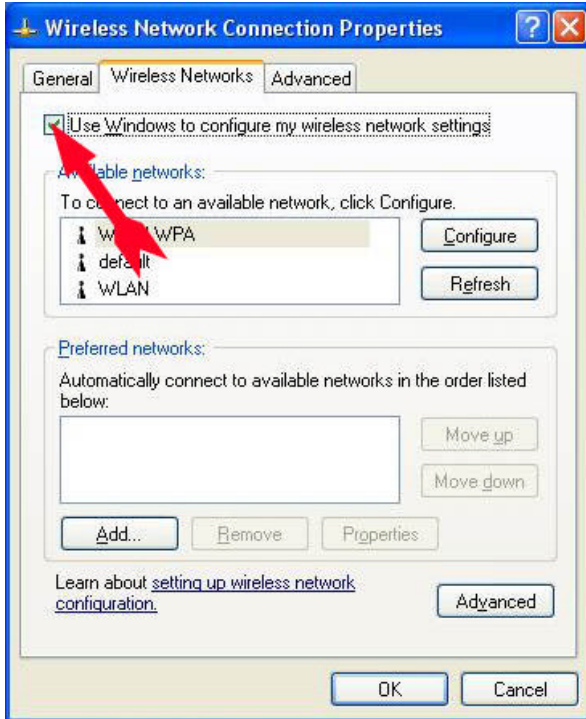 Wireless Network Connection Properties
General Wireless Networks Advanced
Use Windows to configure my wireless network settings
networks:
To connect to an available network, click Configure.
WPA
Configure
default
WLAN
Refresh
Preferred networks:
Automatically connect to available networks in the order listed
below:
Move up
Move down
Add... Remove Properties
Learn about setting up wireless network
configuration.
Advanced
OK Cancel